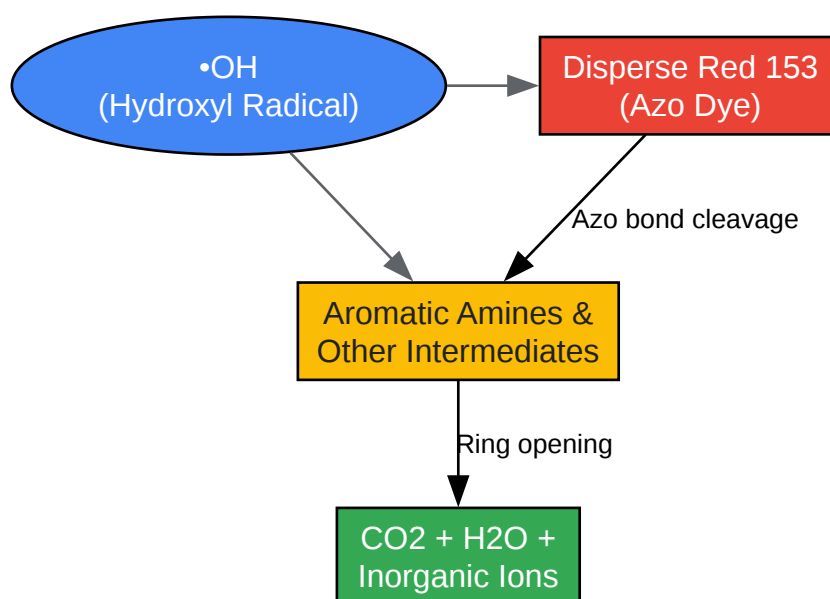 •OH
(Hydroxyl Radical)
Disperse Red 153
(Azo Dye)
Azo bond cleavage
Aromatic Amines &
Other Intermediates
Ring opening
CO2 + H2O +
Inorganic Ions